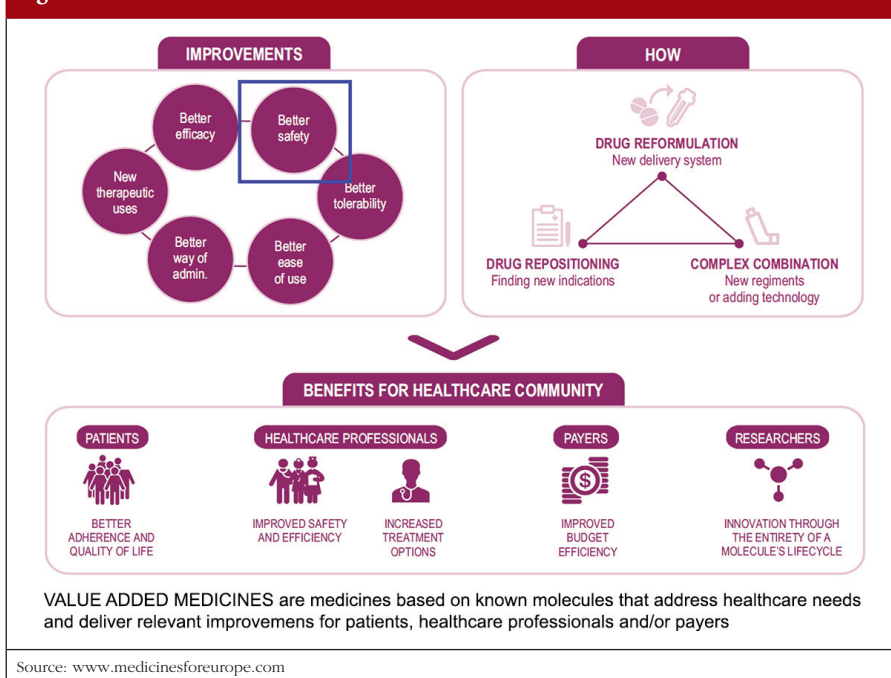 IMPROVEMENTS
Better
efficacy
Better
safety
New
therapeutic
uses
Better
tolerability
Better
way of
admin.
Better
ease
of use
HOW
DRUG REFORMULATION
New delivery system
DRUG REPOSITIONING
Finding new indications
COMPLEX COMBINATION
New regiments
or adding technology
BENEFITS FOR HEALTHCARE COMMUNITY
PATIENTS
BETTER
ADHERENCE AND
QUALITY OF LIFE
HEALTHCARE PROFESSIONALS
IMPROVED SAFETY
AND EFFICIENCY
INCREASED
TREATMENT
OPTIONS
PAYERS
$
IMPROVED
BUDGET
EFFICIENCY
RESEARCHERS
INNOVATION THROUGH
THE ENTIRETY OF A
MOLECULE'S LIFECYCLE
VALUE ADDED MEDICINES are medicines based on known molecules that address healthcare needs
and deliver relevant improvemens for patients, healthcare professionals and/or payers
Source: www.medicinesforeurope.com